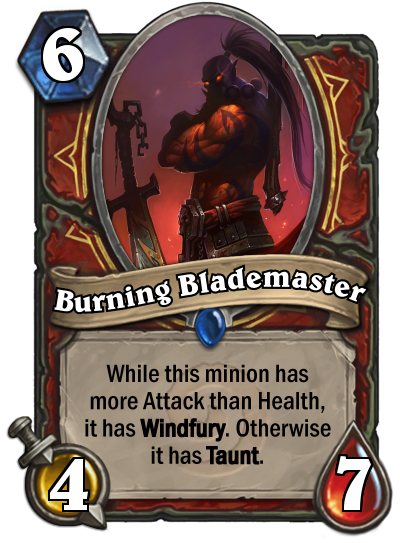 6
Burning Blademaster
While this minion has
more Attack than Health,
it has Windfury. Otherwise
it has Taunt.
4
7